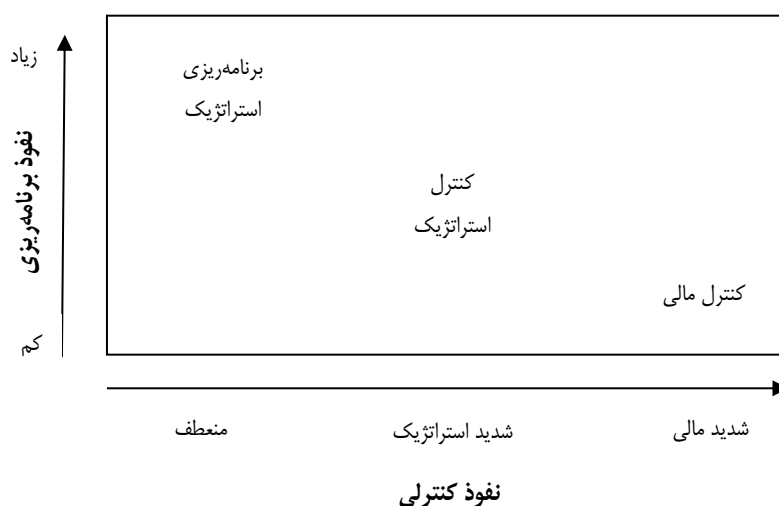 زیاد
برنامه‌ریزی
استراتژیک
نفوذ برنامه‌ریزی
کنترل
استراتژیک
کنترل مالی
کم
منعطف
شدید استراتژیک
شدید مالی
نفوذ کنترلی